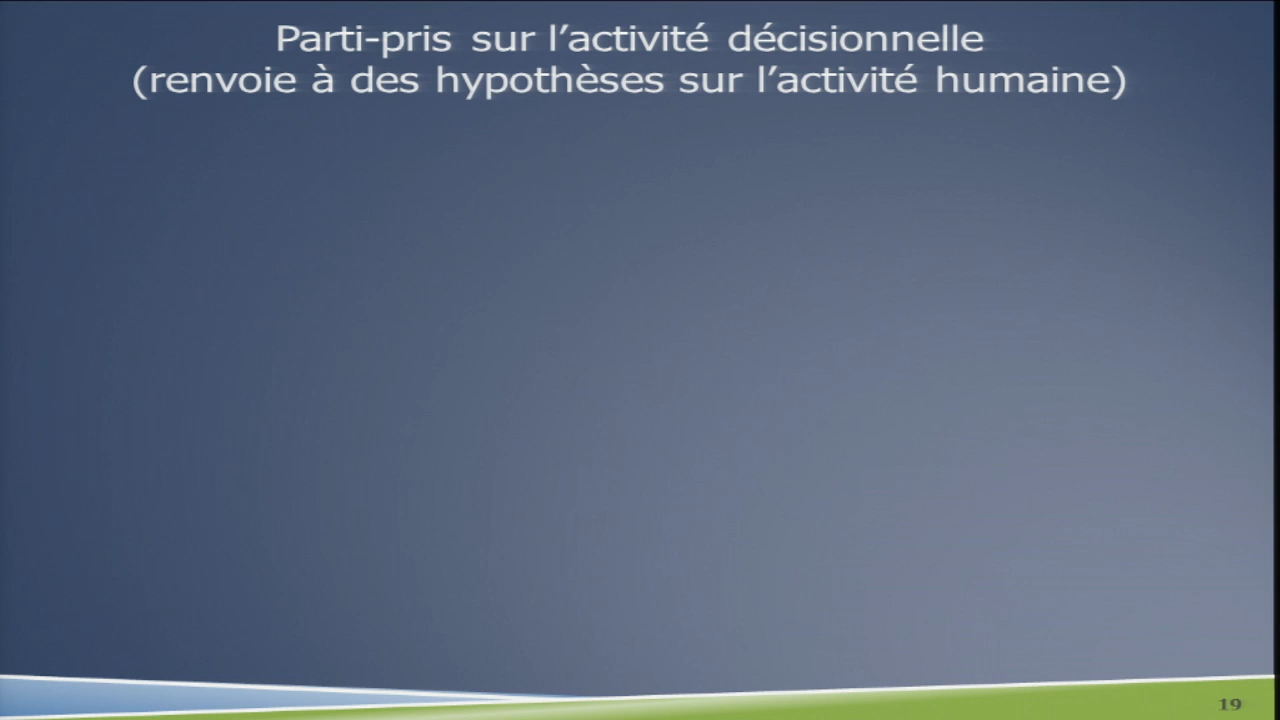 Parti-pris sur l’activité décisionnelle
(renvoie à des hypothèses sur l’activité humaine)
19